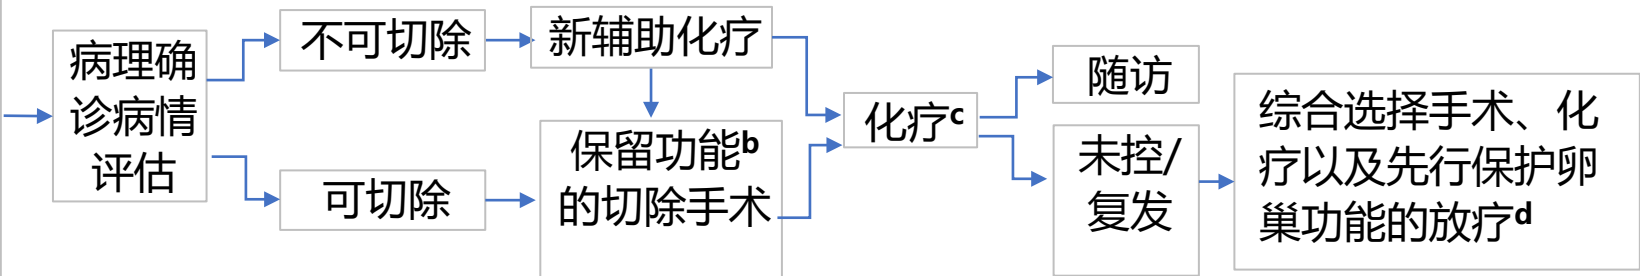 病理确
诊病情
评估
不可切除
可切除
新辅助化疗
保留功能b
的切除手术
化疗c
随访
未控/
复发
综合选择手术、化
疗以及先行保护卵
巢功能的放疗d